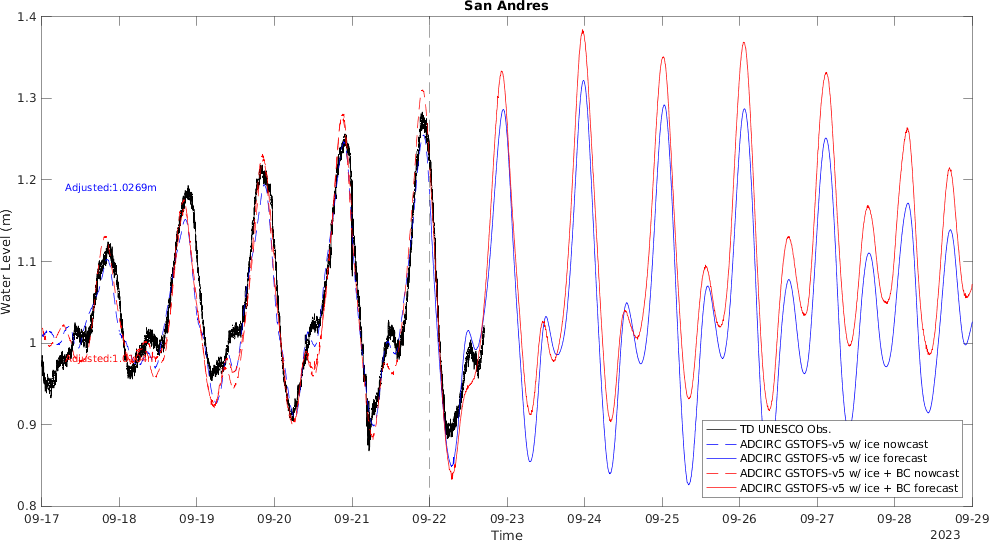 San Andres
1.4
1.3
1.2
1.1
1
0.9
0.8
Water Level (m)
Adjusted:1.0269m
TD UNESCO Obs.
ADCIRC GSTOFS-v5 w/ ice nowcast
ADCIRC GSTOFS-v5 w/ ice forecast
ADCIRC GSTOFS-v5 w/ ice + BC nowcast
ADCIRC GSTOFS-v5 w/ ice + BC forecast
09-17 09-18 09-19 09-20 09-21 09-22 09-23 09-24 09-25 09-26 09-27 09-28 09-29
Time
2023